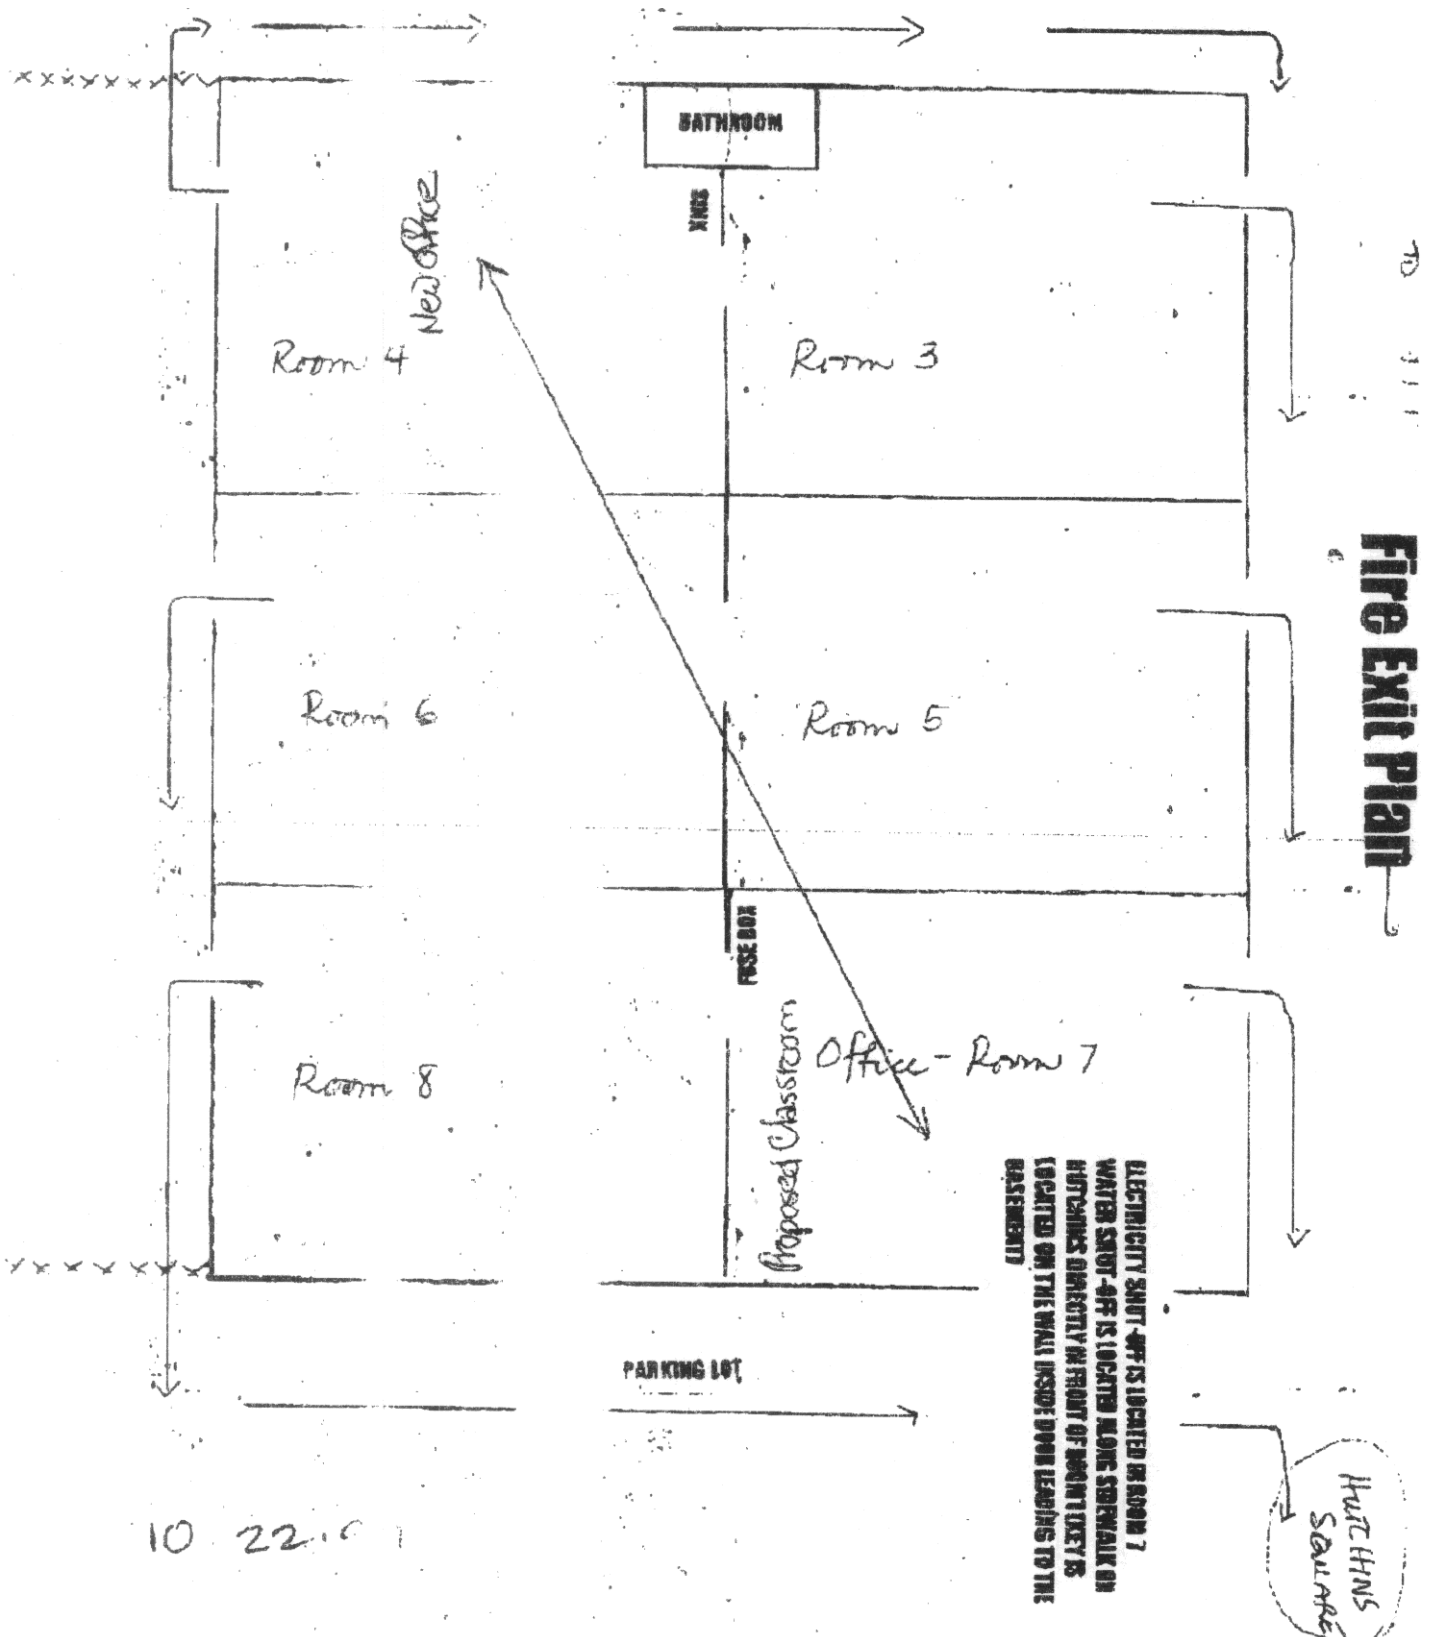 BATHROOM
SINK
New Office
Room 4
Room 3
TO
Fire Exit Plan
Room 6
Room 5
FUSE BOX
Office - Room 7
Room 8
Proposed Classroom
ELECTRICITY SHUT-OFF IS LOCATED IN ROOM 7
WATER SHUT-OFF IS LOCATED ALONG SIDEWALK ON
HUTCHINS DIRECTLY IN FRONT OF ROOM 7 (KEY IS
LOCATED ON THE WALL INSIDE DOOR LEADING TO THE
BASEMENT)
PARKING LOT
HUTCHINS
SQUARE
10 22